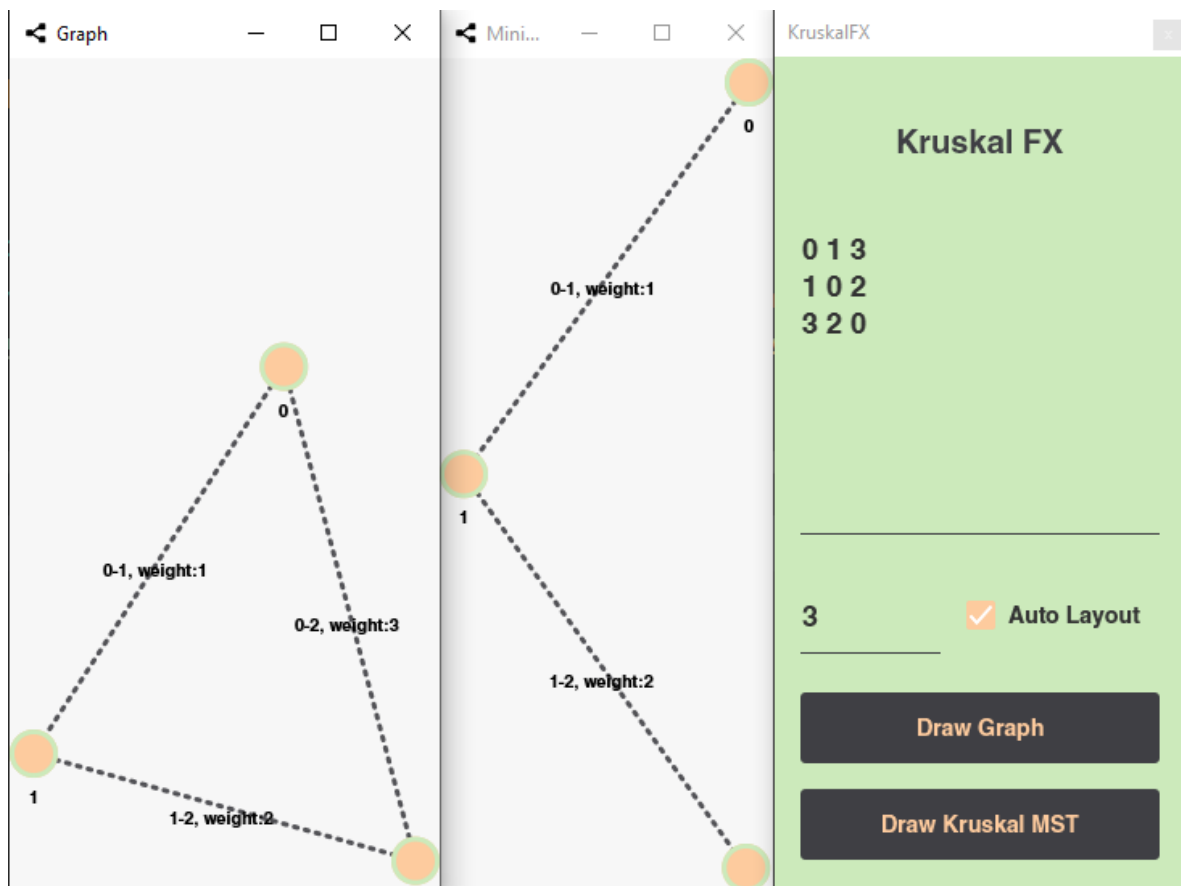 Graph
0
0-1, weight:1
0-2, weight:3
1
1-2, weight:2
Mini...
0
0-1, weight:1
1
1-2, weight:2
KruskalFX
x
Kruskal FX
0 1 3
1 0 2
3 2 0
3
Auto Layout
Draw Graph
Draw Kruskal MST